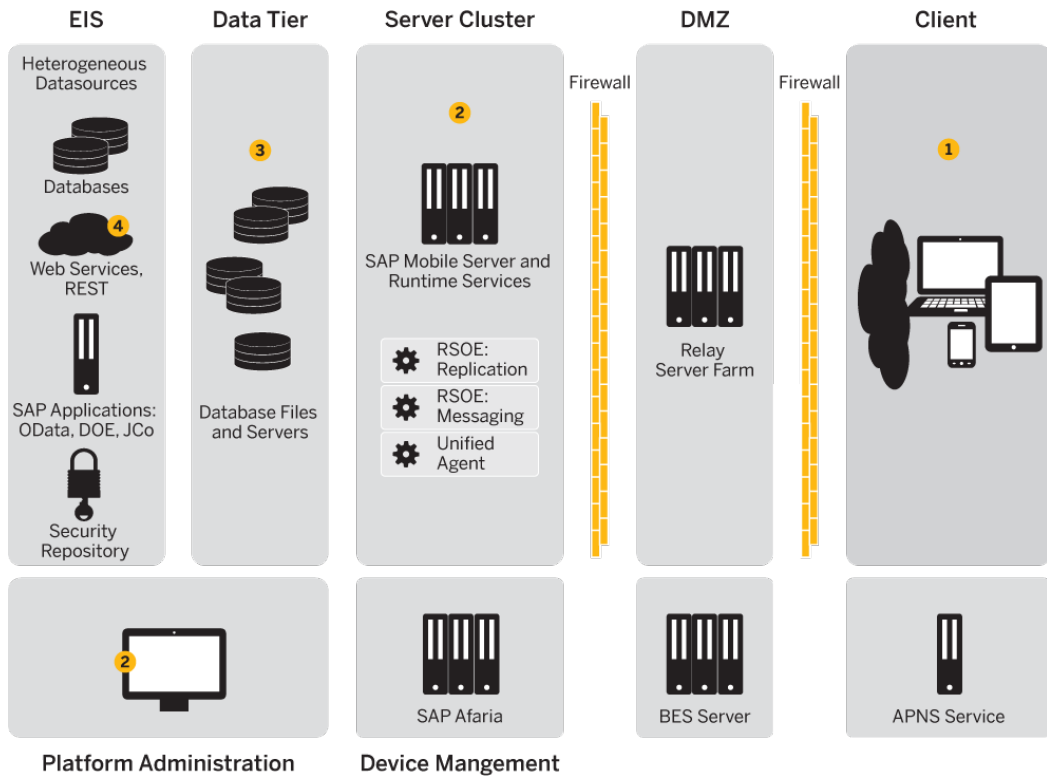 EIS
Data Tier
Server Cluster
DMZ
Client
Heterogeneous
Datasources
Databases
4
Web Services,
REST
SAP Applications:
OData, DOE, JCo
Security
Repository
3
Database Files
and Servers
2
SAP Mobile Server and
Runtime Services
RSOE:
Replication
RSOE:
Messaging
Unified
Agent
Firewall
Relay
Server Farm
Firewall
1
2
SAP Afaria
BES Server
APNS Service
Platform Administration
Device Mangement